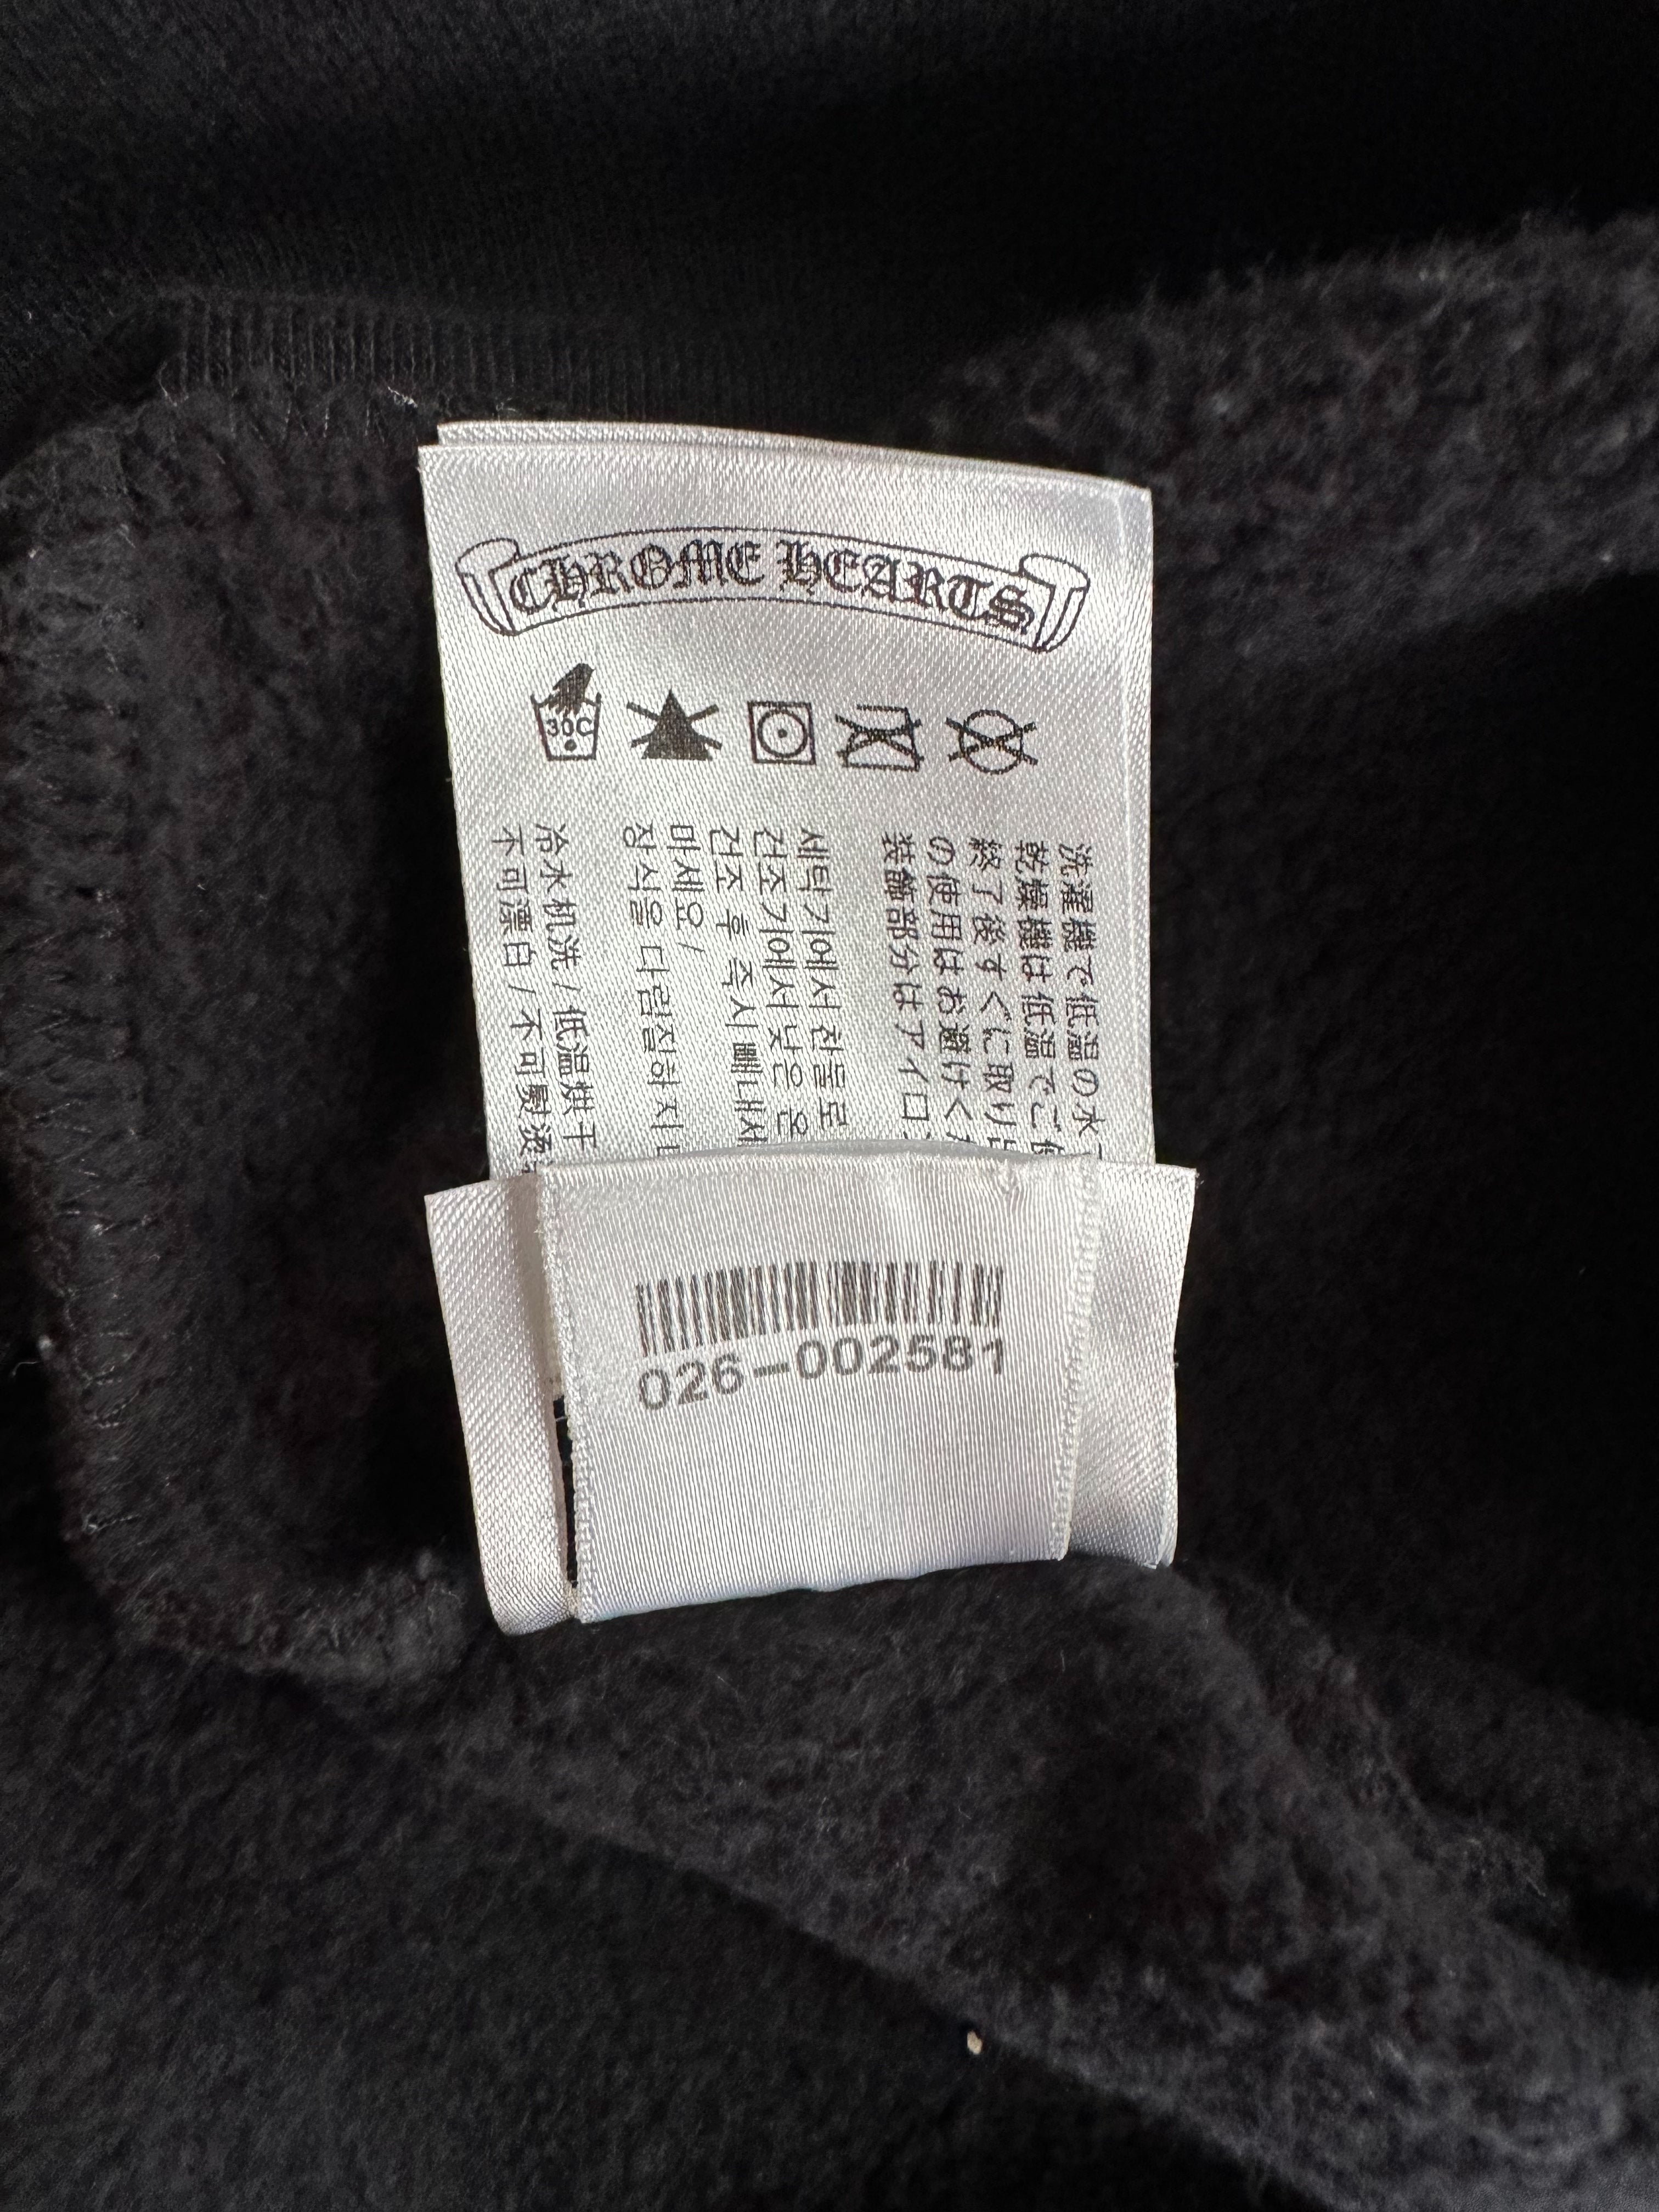 CHROME HEARTS
30C
洗濯機で低温の水
乾燥機は低温でご
終了後すぐに取り
の使用はお避けく
装飾部分はアイロ
세탁기에서 찬물로
건조기에서 낮은 온
건조 후 즉시 빼내
마세요 /
장식을 다림질하지
冷水机洗 / 低温烘干
不可漂白 / 不可熨烫
026-002581